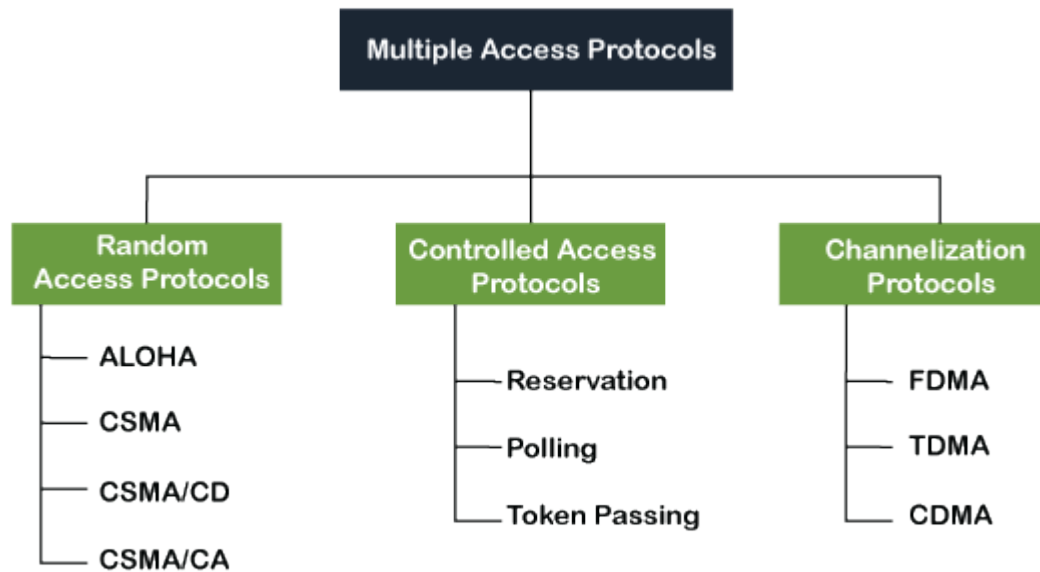 Multiple Access Protocols
Random
Access Protocols
ALOHA
CSMA
CSMA/CD
CSMA/CA
Controlled Access
Protocols
Reservation
Polling
Token Passing
Channelization
Protocols
FDMA
TDMA
CDMA